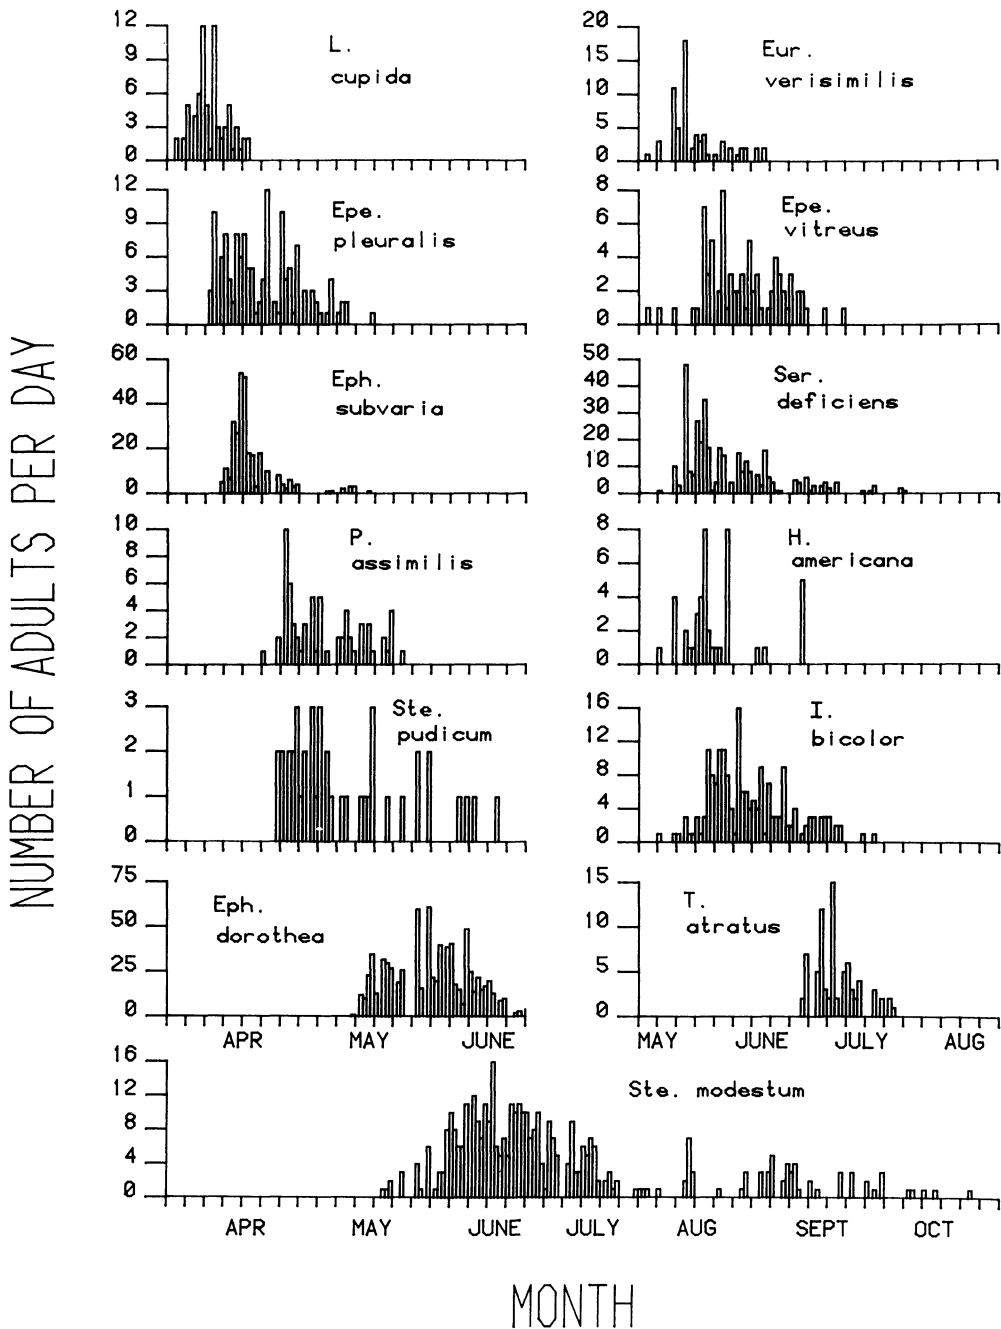 NUMBER OF ADULTS PER DAY
12
9
6
3
0
L.
cupida
20
15
10
5
0
Eur.
verisimilis
12
9
6
3
0
Epe.
pleuralis
8
6
4
2
0
Epe.
vitreus
60
40
20
0
Eph.
subvaria
50
40
30
20
10
0
Ser.
deficiens
10
8
6
4
2
0
P.
assimilis
8
6
4
2
0
H.
americana
3
2
1
0
Ste.
pudicum
16
12
8
4
0
I.
bicolor
75
50
25
0
Eph.
dorothea
APR MAY JUNE
15
10
5
0
T.
atratus
MAY JUNE JULY AUG
16
12
8
4
0
Ste. modestum
APR MAY JUNE JULY AUG SEPT OCT
MONTH